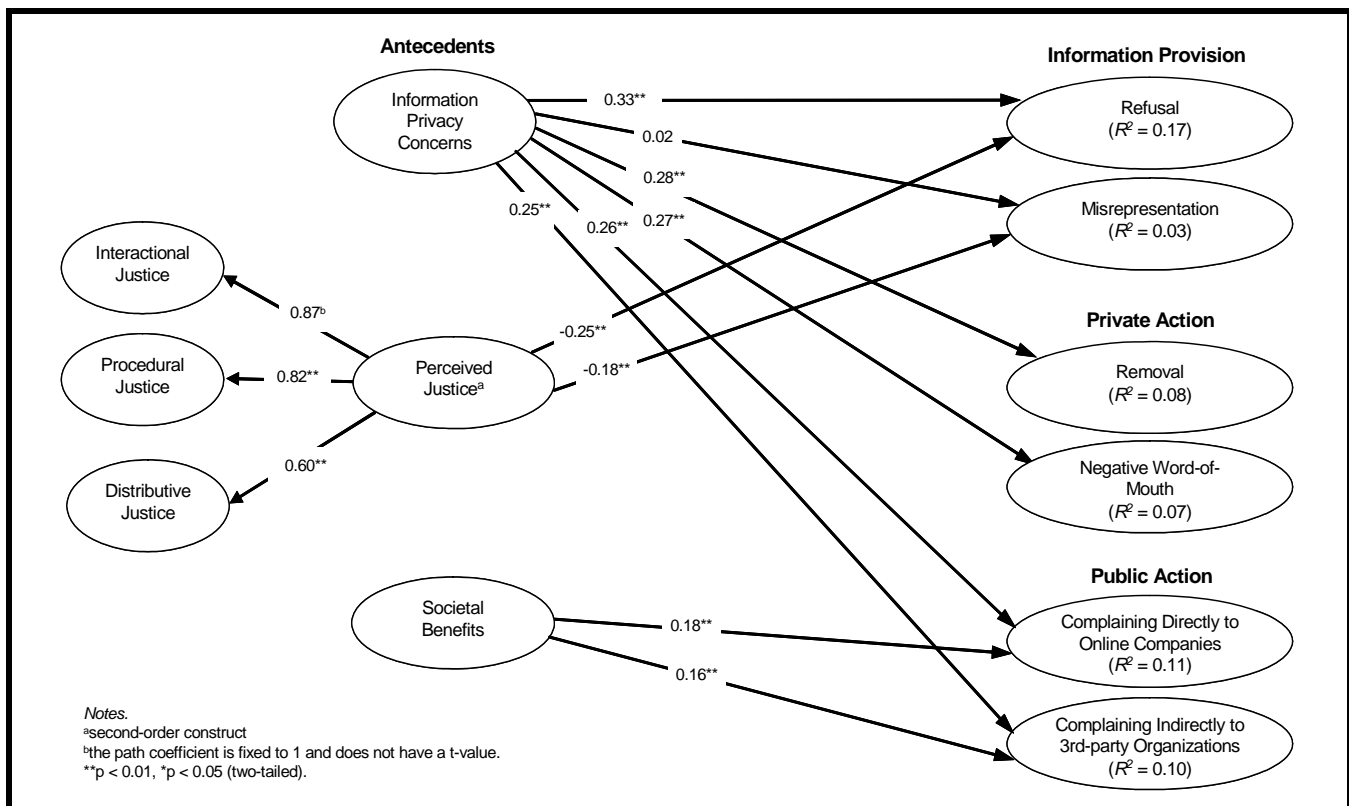 Antecedents
Information
Privacy
Concerns
Information Provision
Refusal
(R² = 0.17)
Misrepresentation
(R² = 0.03)
0.33**
0.02
0.28**
0.27**
0.26**
0.25**
Interactional
Justice
Procedural
Justice
Distributive
Justice
0.87ᵇ
0.82**
0.60**
Perceived
Justiceᵃ
-0.25**
-0.18**
Private Action
Removal
(R² = 0.08)
Negative Word-of-
Mouth
(R² = 0.07)
Societal
Benefits
0.18**
0.16**
Public Action
Complaining Directly to
Online Companies
(R² = 0.11)
Complaining Indirectly to
3rd-party Organizations
(R² = 0.10)
Notes.
ᵃsecond-order construct
ᵇthe path coefficient is fixed to 1 and does not have a t-value.
**p < 0.01, *p < 0.05 (two-tailed).